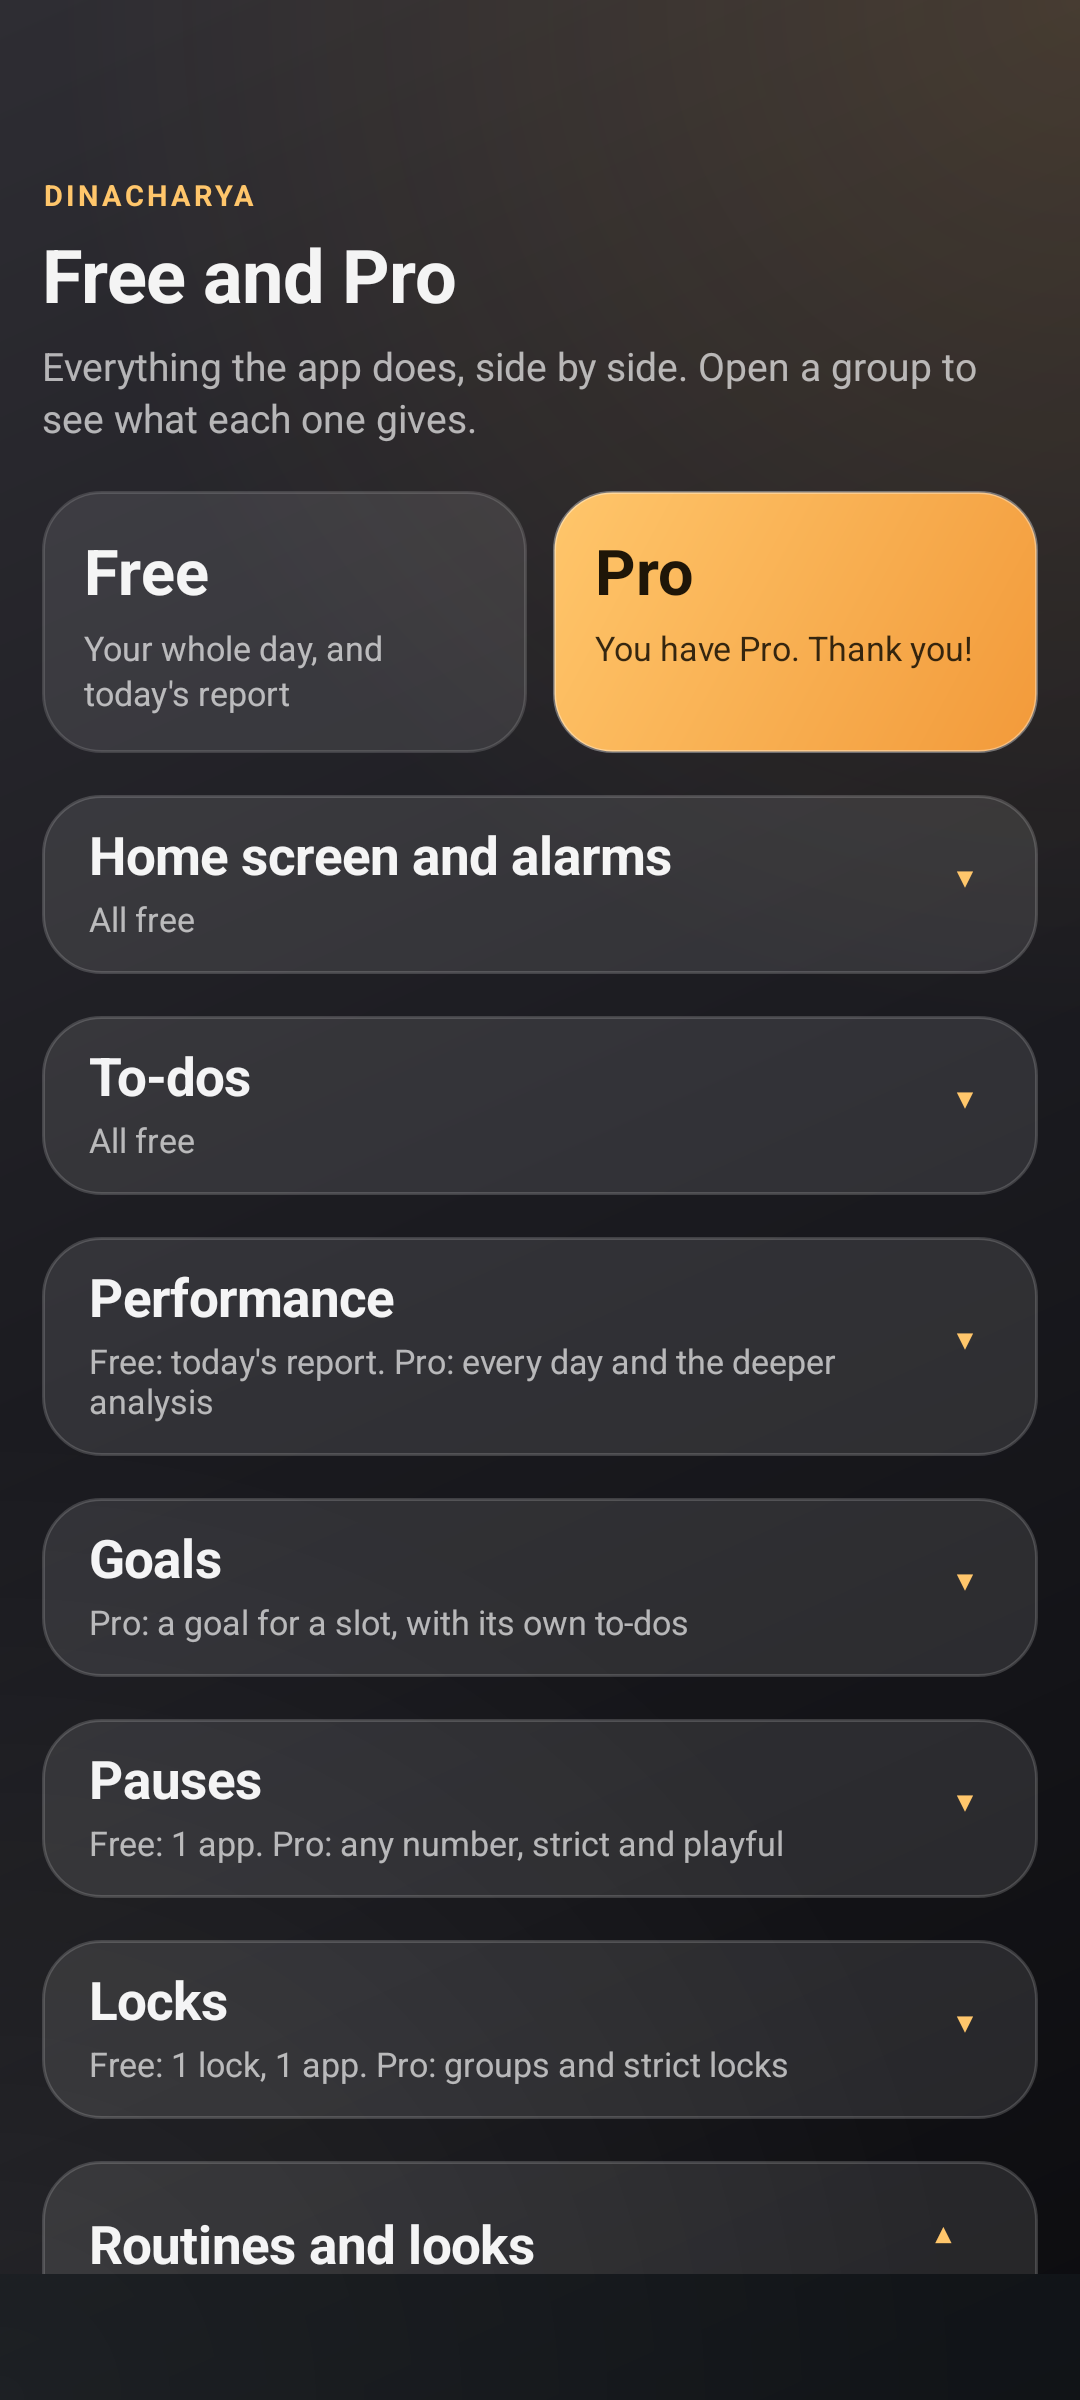 DINACHARYA
Free and Pro
Everything the app does, side by side. Open a group to
see what each one gives.
Free
Your whole day, and
today's report
Pro
You have Pro. Thank you!
Home screen and alarms
All free
To-dos
All free
Performance
Free: today's report. Pro: every day and the deeper
analysis
Goals
Pro: a goal for a slot, with its own to-dos
Pauses
Free: 1 app. Pro: any number, strict and playful
Locks
Free: 1 lock, 1 app. Pro: groups and strict locks
Routines and looks